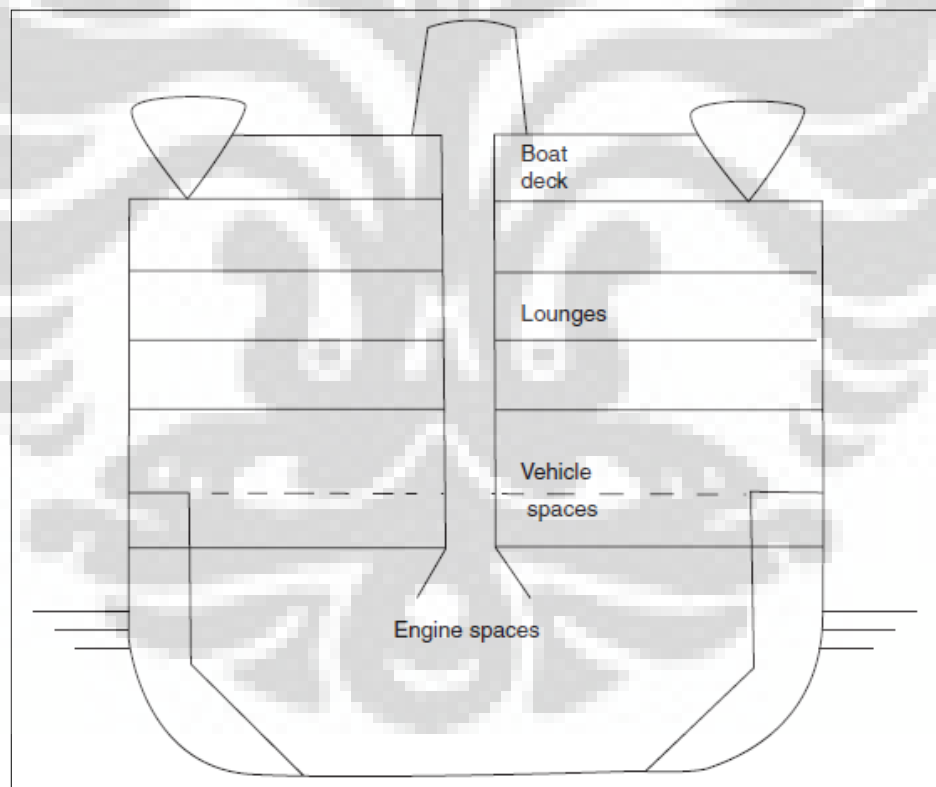 Boat
deck
Lounges
Vehicle
spaces
Engine spaces